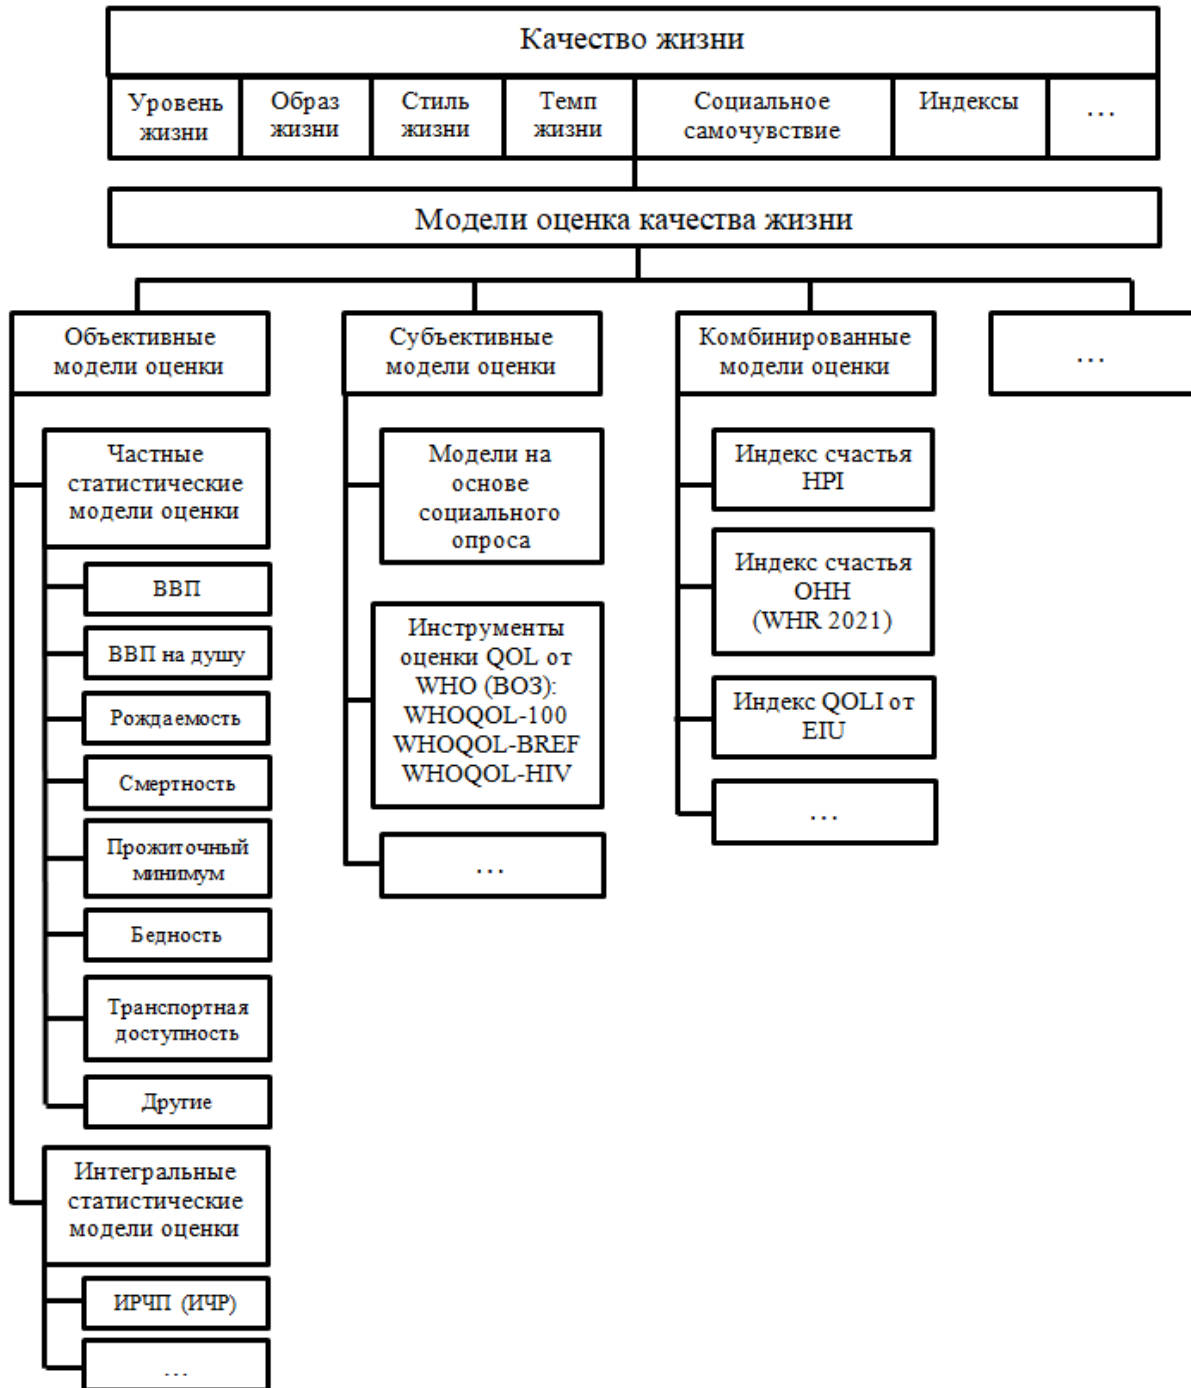 Качество жизни
Уровень
жизни
Образ
жизни
Стиль
жизни
Темп
жизни
Социальное
самочувствие
Индексы
...
Модели оценка качества жизни
Объективные
модели оценки
Частные
статистические
модели оценки
ВВП
ВВП на душу
Рождаемость
Смертность
Прожиточный
минимум
Бедность
Транспортная
доступность
Другие
Интегральные
статистические
модели оценки
ИРЧП (ИЧР)
...
Субъективные
модели оценки
Модели на
основе
социального
опроса
Инструменты
оценки QOL от
WHO (ВОЗ):
WHOQOL-100
WHOQOL-BREF
WHOQOL-HIV
...
Комбинированные
модели оценки
Индекс счастья
HPI
Индекс счастья
ОНН
(WHR 2021)
Индекс QOLI от
EIU
...
...